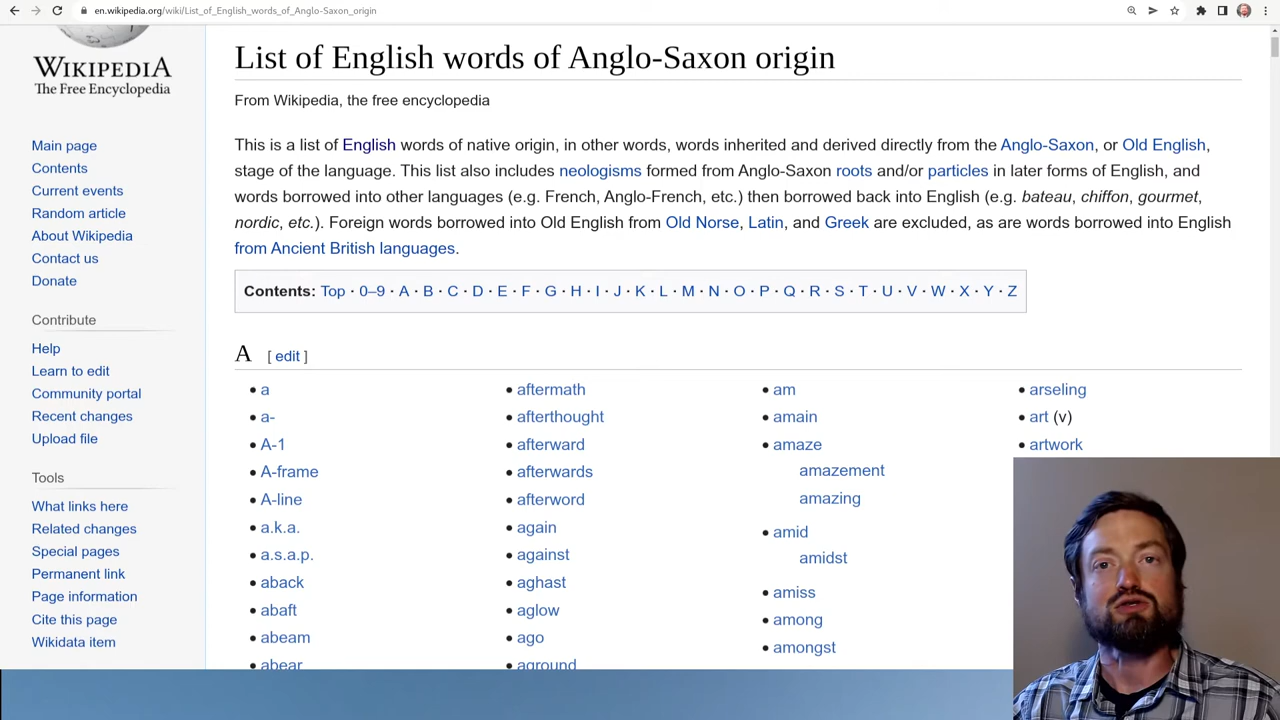 en.wikipedia.org/wiki/List_of_English_words_of_Anglo-Saxon_origin
WIKIPEDIA
The Free Encyclopedia
Main page
Contents
Current events
Random article
About Wikipedia
Contact us
Donate
Contribute
Help
Learn to edit
Community portal
Recent changes
Upload file
Tools
What links here
Related changes
Special pages
Permanent link
Page information
Cite this page
Wikidata item
List of English words of Anglo-Saxon origin
From Wikipedia, the free encyclopedia
This is a list of English words of native origin, in other words, words inherited and derived directly from the Anglo-Saxon, or Old English,
stage of the language. This list also includes neologisms formed from Anglo-Saxon roots and/or particles in later forms of English, and
words borrowed into other languages (e.g. French, Anglo-French, etc.) then borrowed back into English (e.g. bateau, chiffon, gourmet,
nordic, etc.). Foreign words borrowed into Old English from Old Norse, Latin, and Greek are excluded, as are words borrowed into English
from Ancient British languages.
Contents: Top · 0–9 · A · B · C · D · E · F · G · H · I · J · K · L · M · N · O · P · Q · R · S · T · U · V · W · X · Y · Z
A [ edit ]
• a
• a-
• A-1
• A-frame
• A-line
• a.k.a.
• a.s.a.p.
• aback
• abaft
• abeam
abear
• aftermath
• afterthought
• afterward
• afterwards
• afterword
• again
• against
• aghast
• aglow
• ago
aground
• am
• amain
• amaze
amazement
amazing
• amid
amidst
• amiss
• among
• amongst
• arseling
• art (v)
• artwork